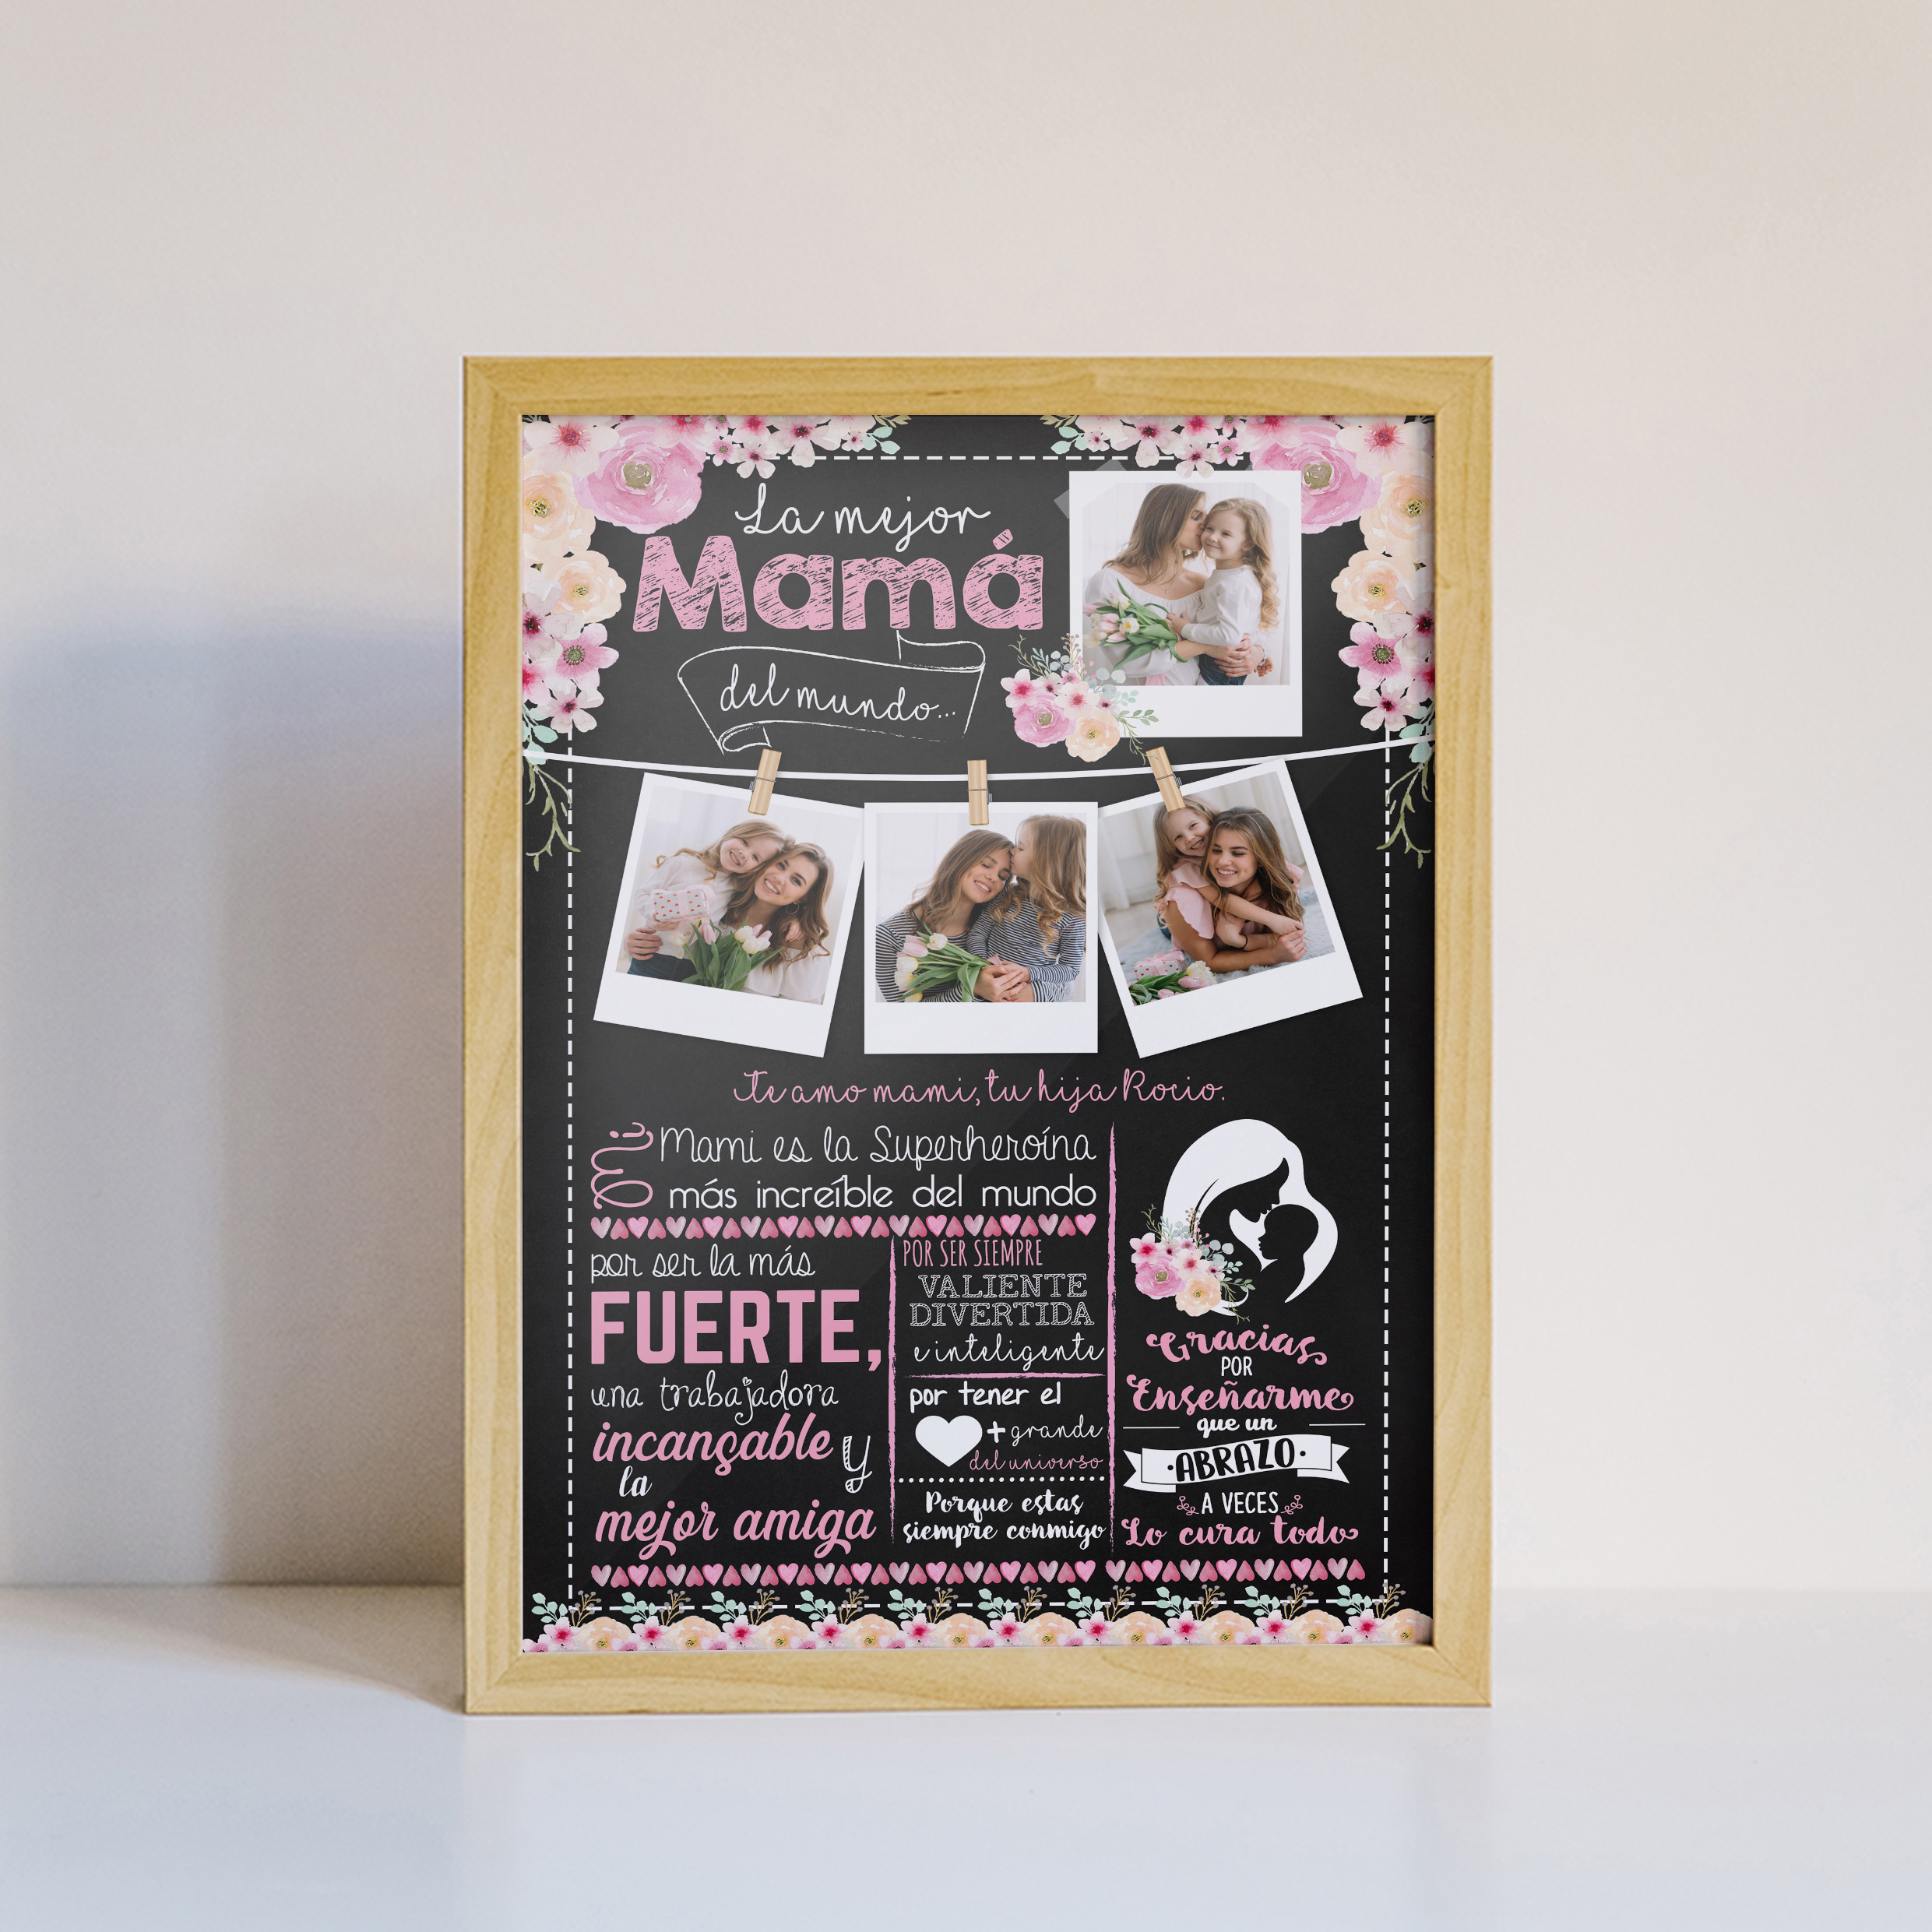 La mejor
Mamá
del mundo...
Te amo mami, tu hija Rocio.
Mi Mami es la Superheroína
más increíble del mundo
por ser la más
FUERTE,
una trabajadora
incansable y
la
mejor amiga
POR SER SIEMPRE
VALIENTE
DIVERTIDA
e inteligente
por tener el
+ grande
del universo
Porque estas
siempre conmigo
Gracias
POR
Enseñarme
que un
·ABRAZO·
A VECES
Lo cura todo